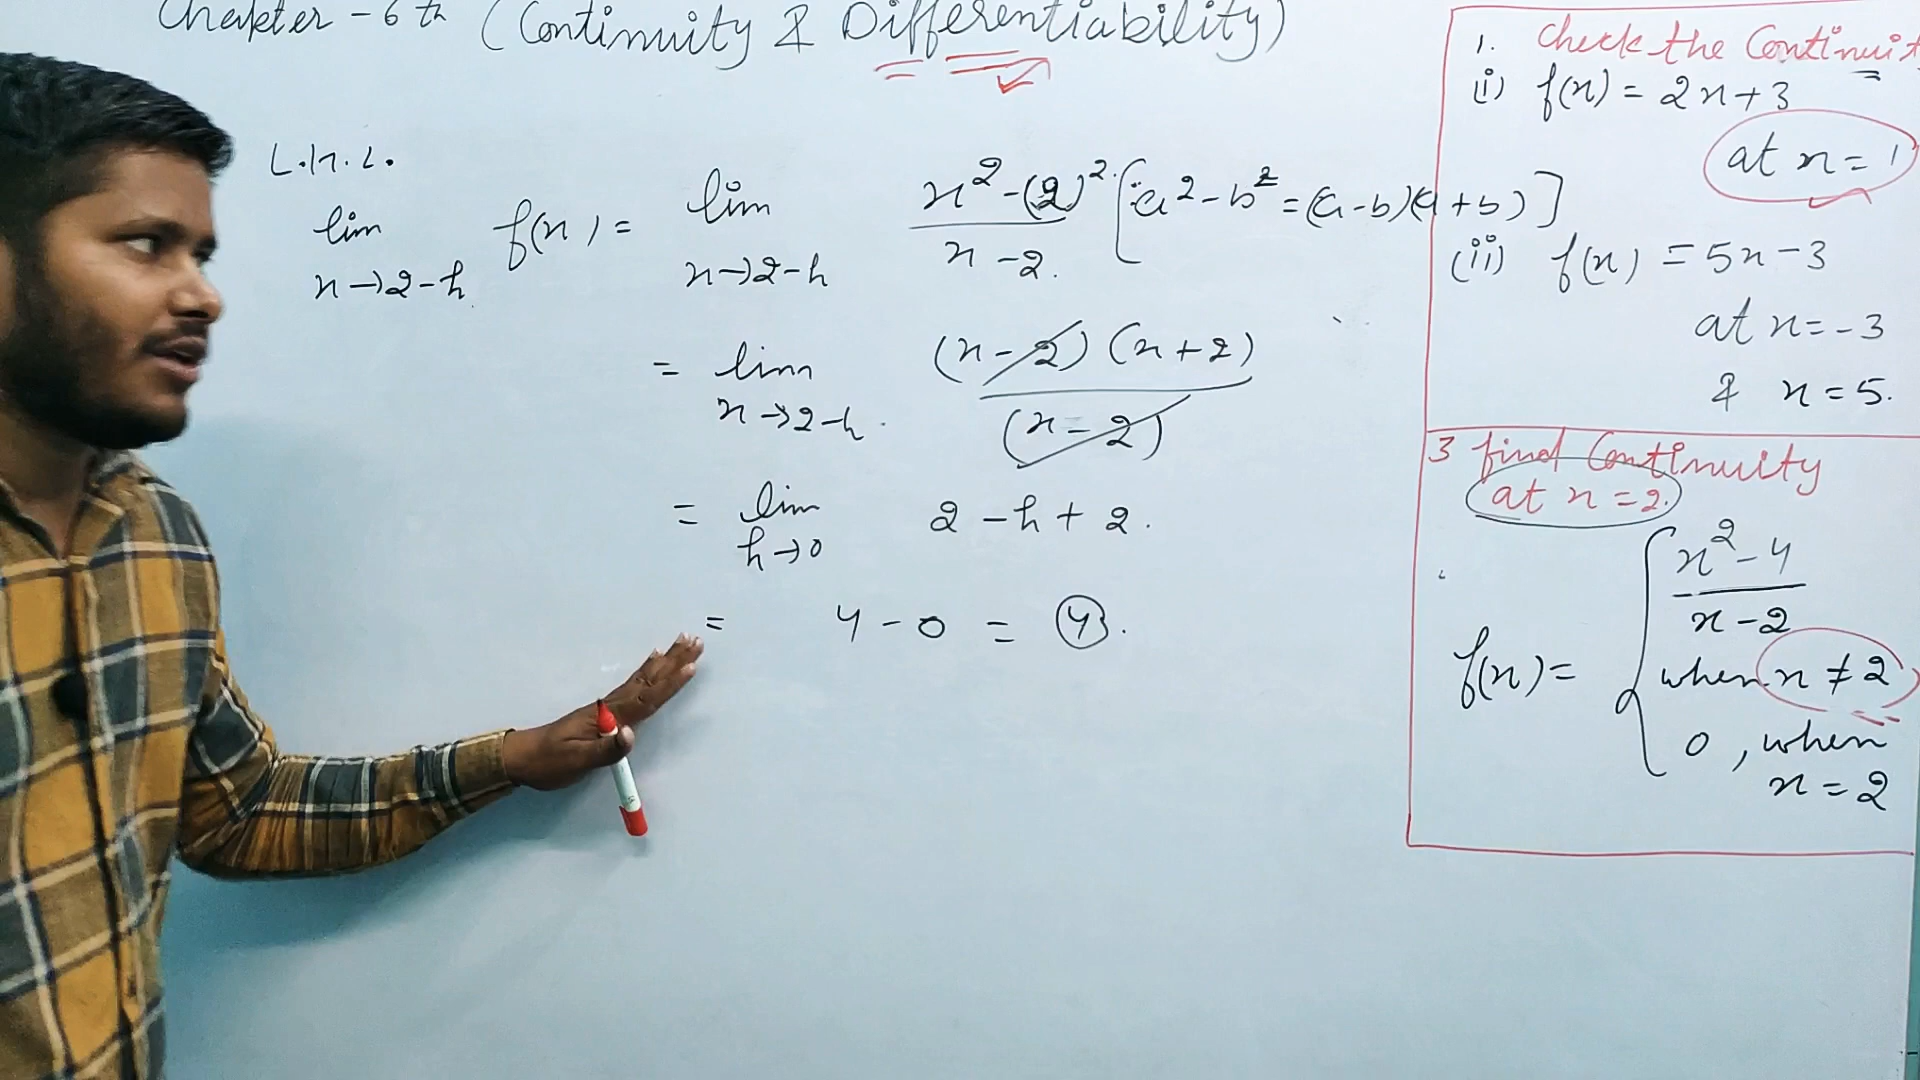 Chapter - 6 th (Continuity & Differentiability)
L.H.L.
lim f(x) = lim x² - (2)² [∵ a² - b² = (a-b)(a+b)]
x→2-h x→2-h x - 2.
= lim (x-2) (x+2)
x→2-h. (x-2)
= lim 2 - h + 2.
h→0
= 4 - 0 = 4.
1. Check the Continuit
(i) f(x) = 2x+3
at x = 1
(ii) f(x) = 5x-3
at x = -3
& x = 5.
3 find Continuity
at x = 2.
x² - 4
x - 2
f(x) = { when x ≠ 2
0 , when
x = 2